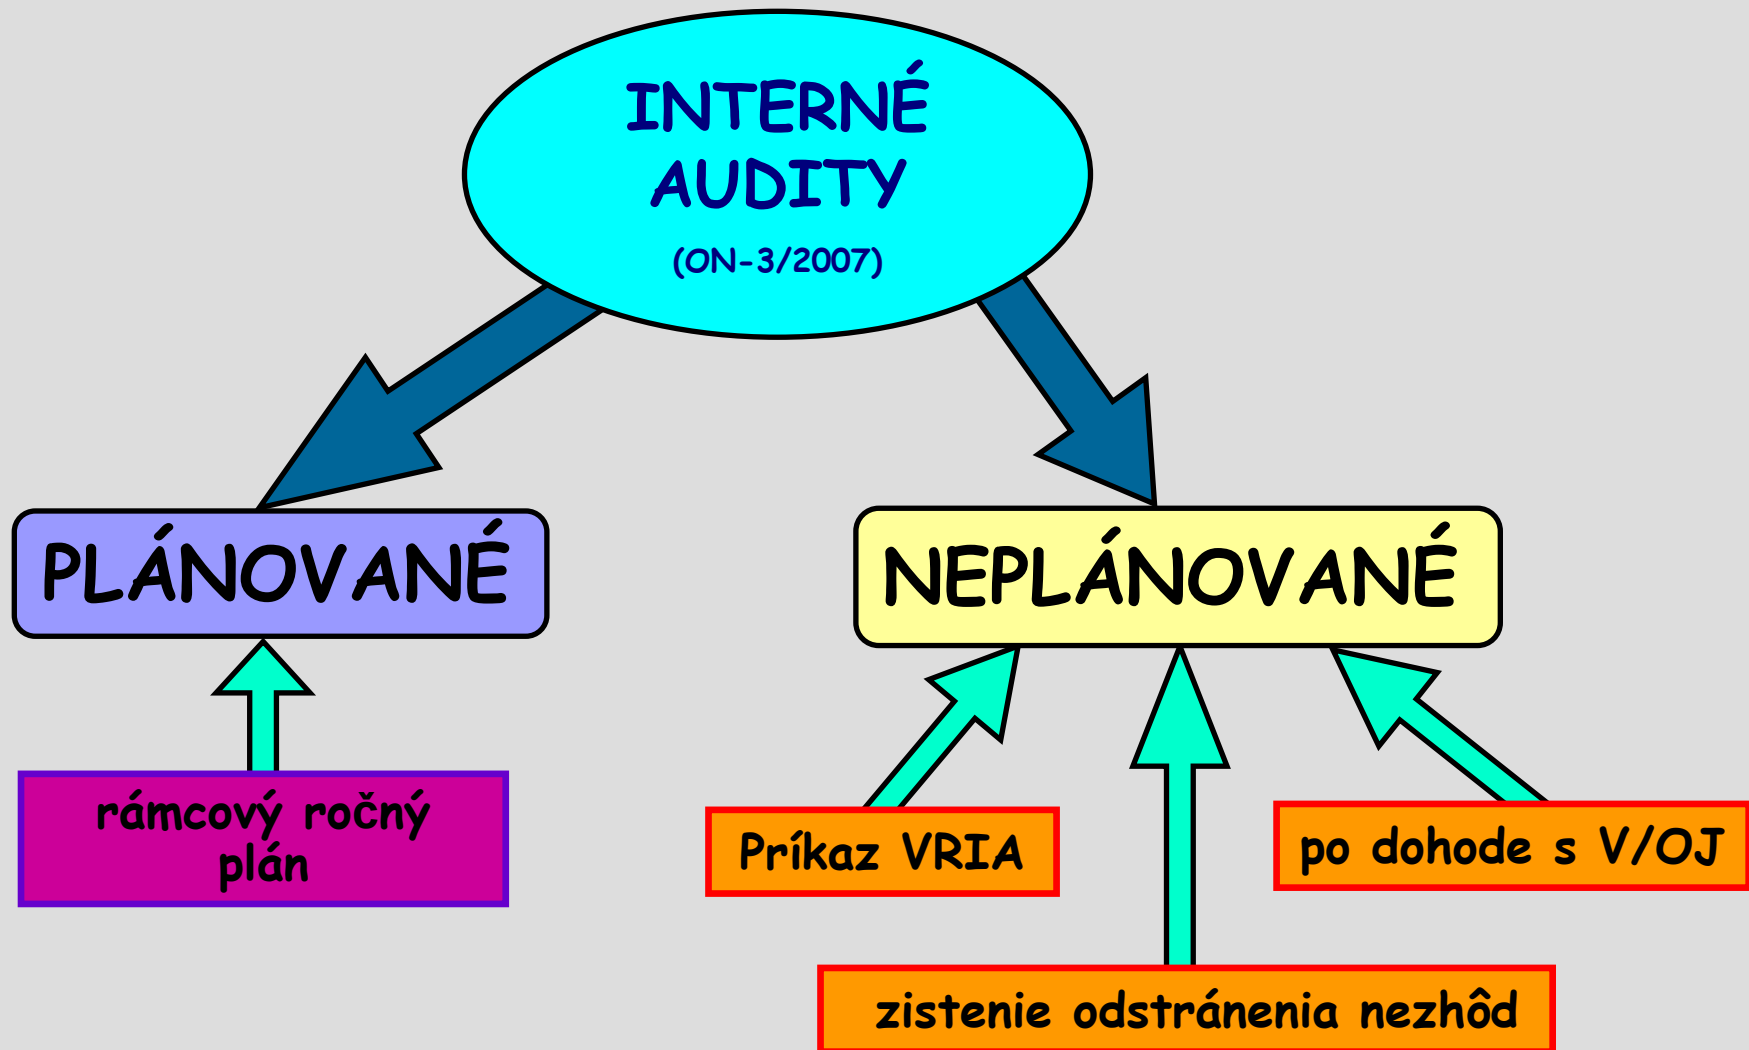 INTERNÉ
AUDITY
(ON-3/2007)
PLÁNOVANÉ
NEPLÁNOVANÉ
rámcový ročný
plán
Príkaz VRIA
po dohode s V/OJ
zistenie odstránenia nezhôd